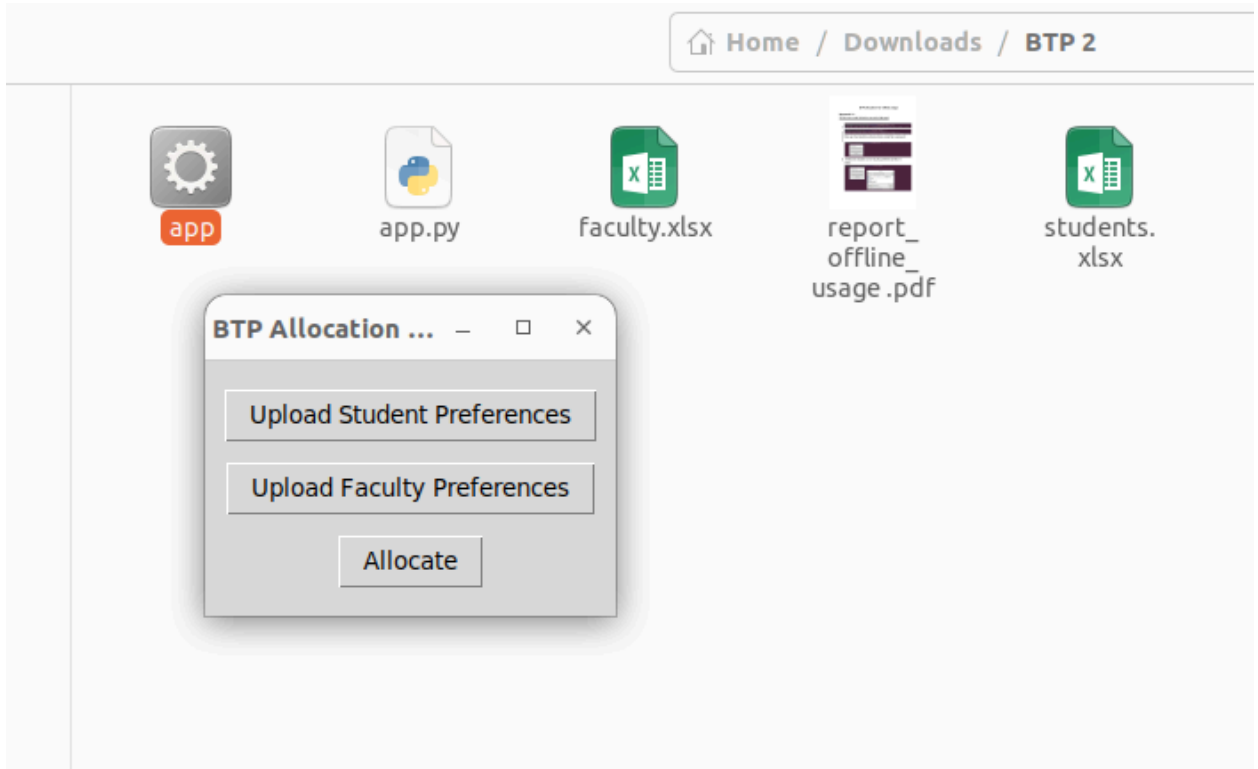 Home / Downloads / BTP 2
app
app.py
faculty.xlsx
report_
offline_
usage .pdf
students.
xlsx
BTP Allocation ...
Upload Student Preferences
Upload Faculty Preferences
Allocate